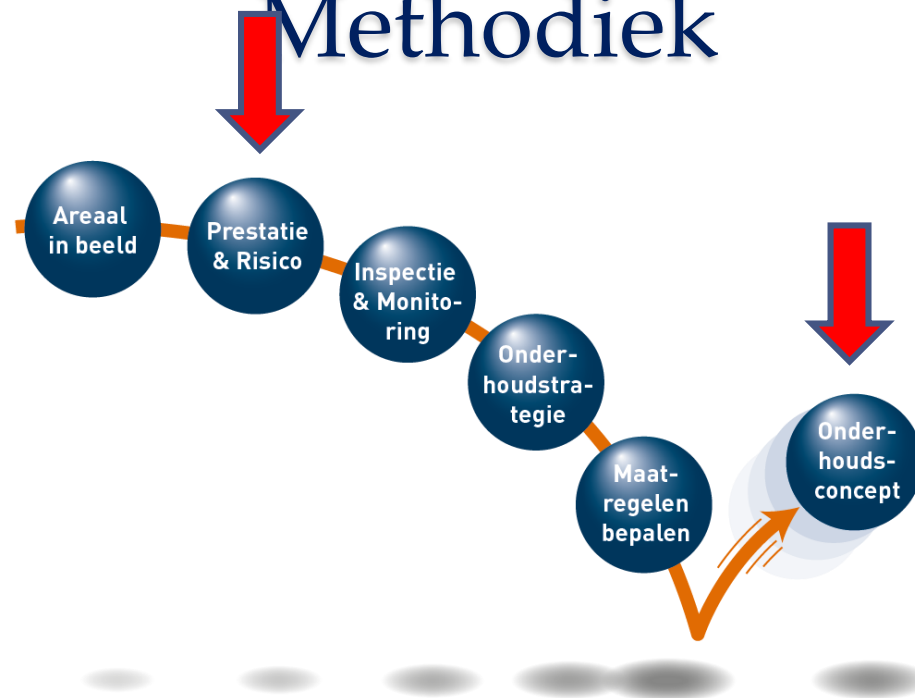 Methodiek
Areaal
in beeld
Prestatie
& Risico
Inspectie
& Monito-
ring
Onder-
houdstra-
tegie
Maat-
regelen
bepalen
Onder-
houds-
concept